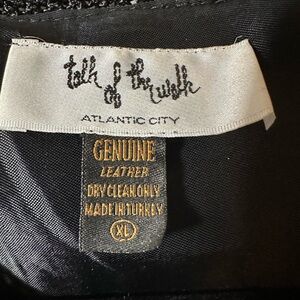 talk of the walk
ATLANTIC CITY
GENUINE
LEATHER
DRY CLEAN ONLY
MADE IN TURKEY
XL